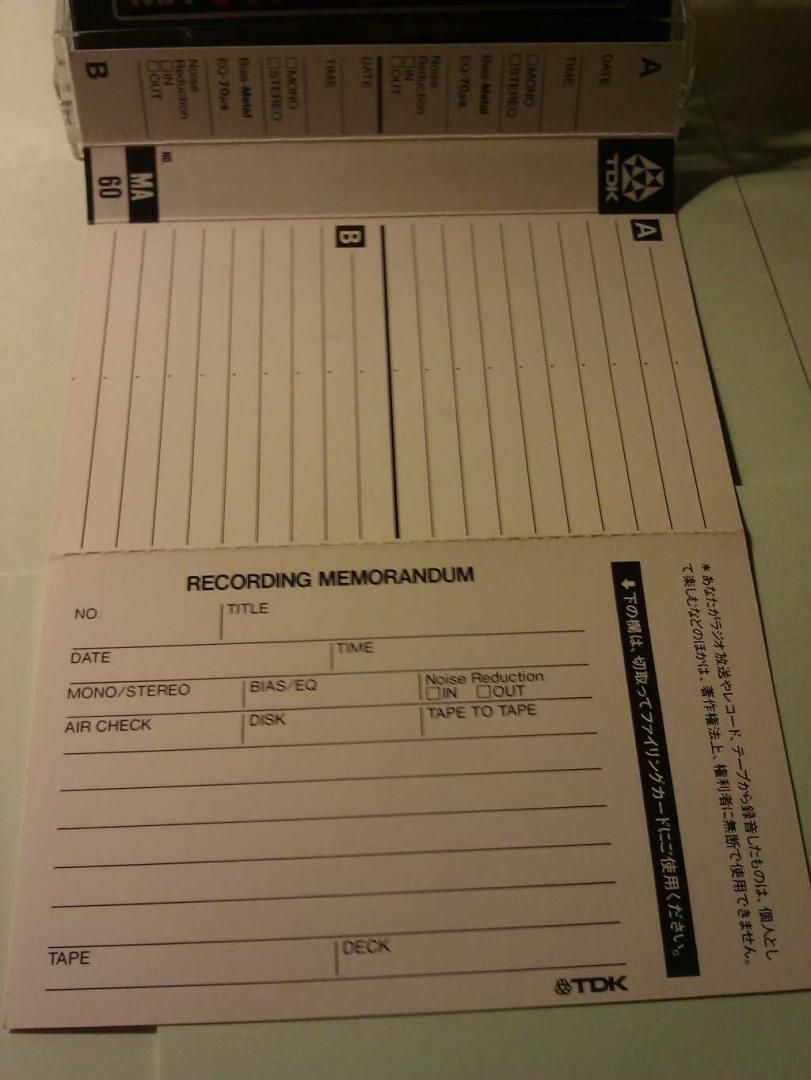 A
DATE
TIME
□MONO
□STEREO
Bias-Metal
EQ-70μs
Noise
Reduction
□IN
□OUT
DATE
TIME
□MONO
□STEREO
Bias-Metal
EQ-70μs
Noise
Reduction
□IN
□OUT
B
TDK
NO.
MA
60
A
B
RECORDING MEMORANDUM
NO. TITLE
DATE TIME
MONO/STEREO BIAS/EQ Noise Reduction
□IN □OUT
AIR CHECK DISK TAPE TO TAPE
TAPE DECK
TDK
*あなたがラジオ放送やレコード、テープから録音したものは、個人とし
て楽しむなどのほかは、著作権法上、権利者に無断で使用できません。
⬇下の欄は、切取ってファイリングカードにご使用ください。